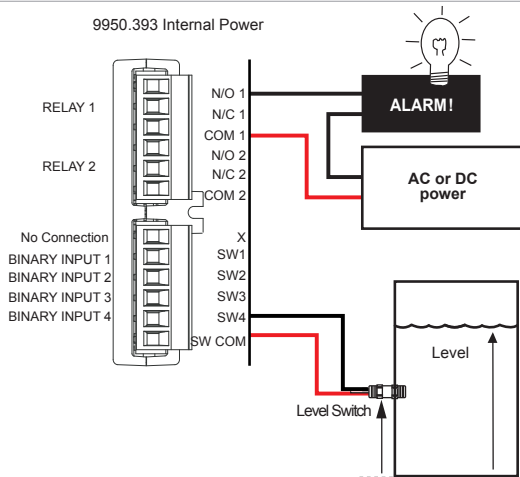 9950.393 Internal Power
RELAY 1
RELAY 2
N/O 1
N/C 1
COM 1
N/O 2
N/C 2
COM 2
ALARM!
AC or DC
power
No Connection
BINARY INPUT 1
BINARY INPUT 2
BINARY INPUT 3
BINARY INPUT 4
X
SW1
SW2
SW3
SW4
SW COM
Level
Level Switch